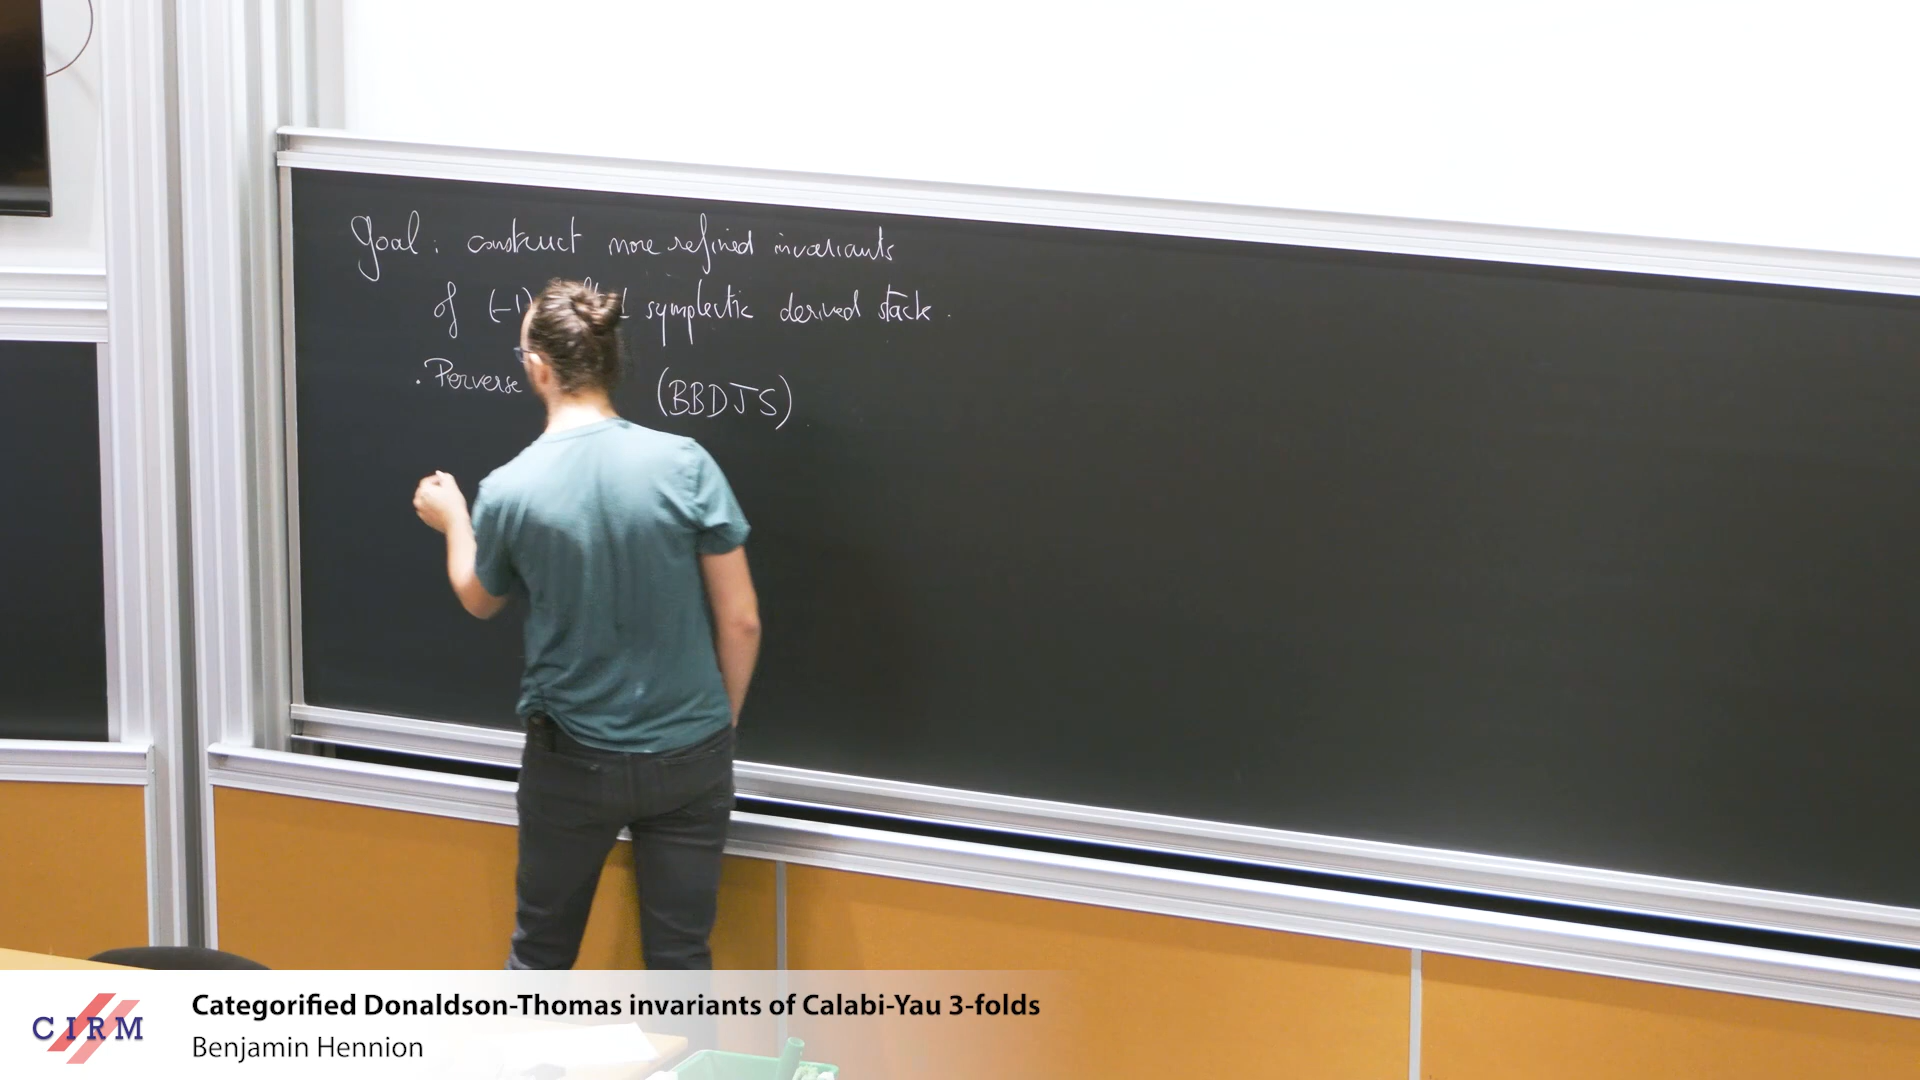 Goal : construct more refined invariants
of (-1) symplectic derived stack .
. Perverse (BBDJS)
CIRM
Categorified Donaldson-Thomas invariants of Calabi-Yau 3-folds
Benjamin Hennion